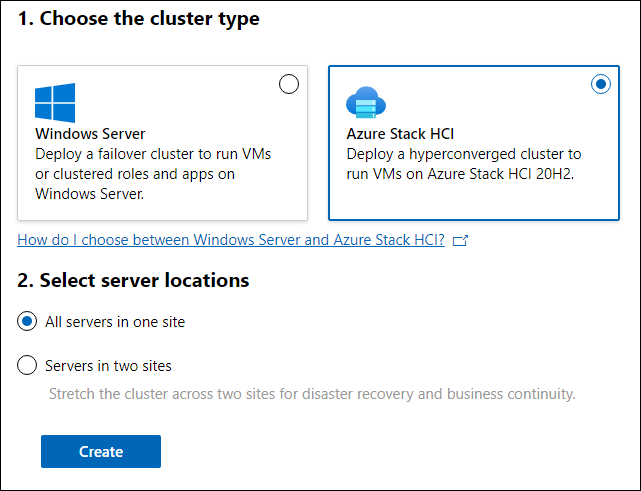 1. Choose the cluster type
Windows Server
Deploy a failover cluster to run VMs
or clustered roles and apps on
Windows Server.
Azure Stack HCI
Deploy a hyperconverged cluster to
run VMs on Azure Stack HCI 20H2.
How do I choose between Windows Server and Azure Stack HCI?
2. Select server locations
All servers in one site
Servers in two sites
Stretch the cluster across two sites for disaster recovery and business continuity.
Create